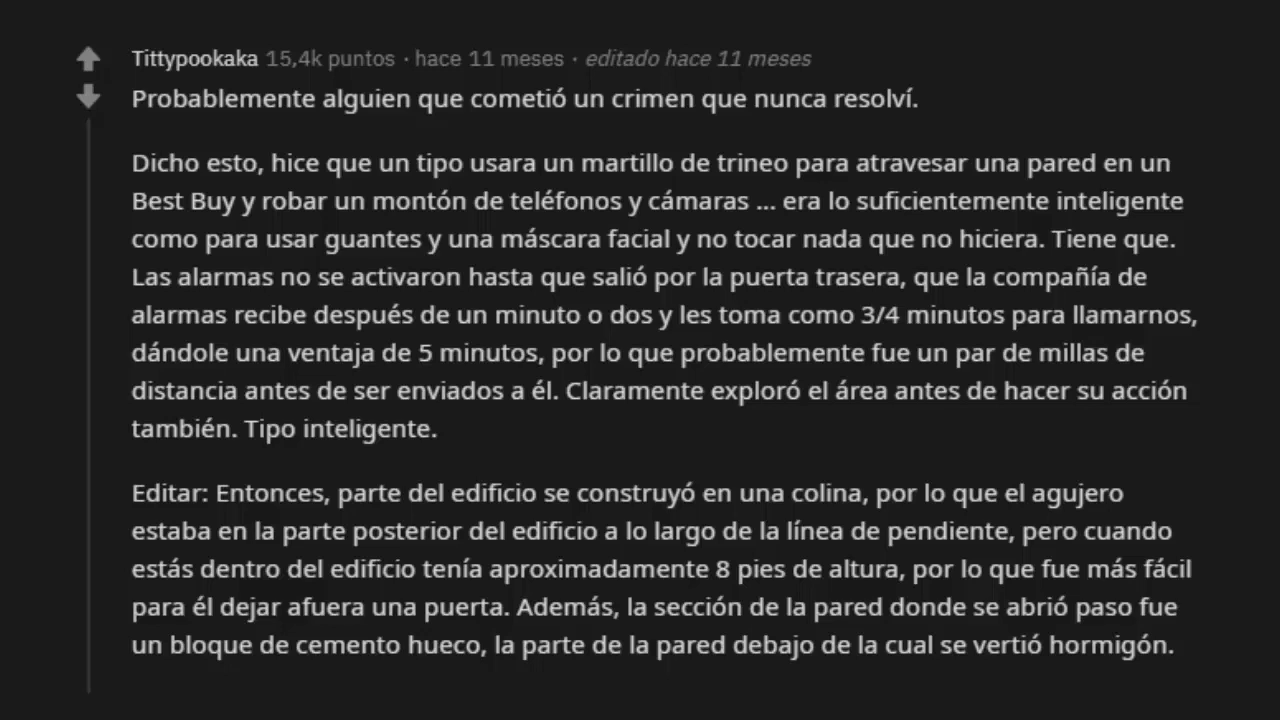 Tittypookaka 15,4k puntos · hace 11 meses · editado hace 11 meses
Probablemente alguien que cometió un crimen que nunca resolví.
Dicho esto, hice que un tipo usara un martillo de trineo para atravesar una pared en un
Best Buy y robar un montón de teléfonos y cámaras ... era lo suficientemente inteligente
como para usar guantes y una máscara facial y no tocar nada que no hiciera. Tiene que.
Las alarmas no se activaron hasta que salió por la puerta trasera, que la compañía de
alarmas recibe después de un minuto o dos y les toma como 3/4 minutos para llamarnos,
dándole una ventaja de 5 minutos, por lo que probablemente fue un par de millas de
distancia antes de ser enviados a él. Claramente exploró el área antes de hacer su acción
también. Tipo inteligente.
Editar: Entonces, parte del edificio se construyó en una colina, por lo que el agujero
estaba en la parte posterior del edificio a lo largo de la línea de pendiente, pero cuando
estás dentro del edificio tenía aproximadamente 8 pies de altura, por lo que fue más fácil
para él dejar afuera una puerta. Además, la sección de la pared donde se abrió paso fue
un bloque de cemento hueco, la parte de la pared debajo de la cual se vertió hormigón.